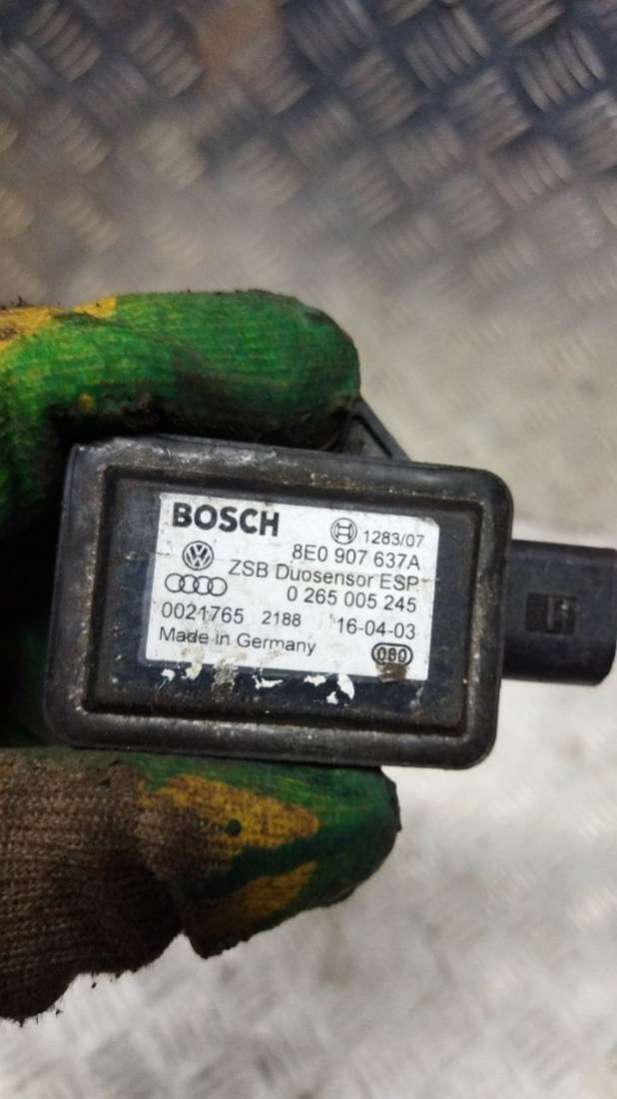 BOSCH 1283/07
8E0 907 637A
ZSB Duosensor ESP
0 265 005 245
0021765 2188 16-04-03
Made in Germany 080